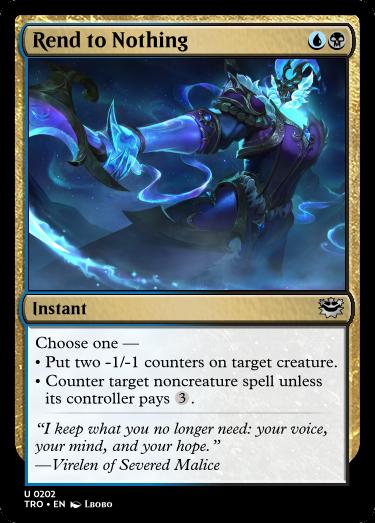 Rend to Nothing
Instant
Choose one —
• Put two -1/-1 counters on target creature.
• Counter target noncreature spell unless
its controller pays 3.
“I keep what you no longer need: your voice,
your mind, and your hope.”
—Virelen of Severed Malice
U 0202
TRO • EN Lbobo